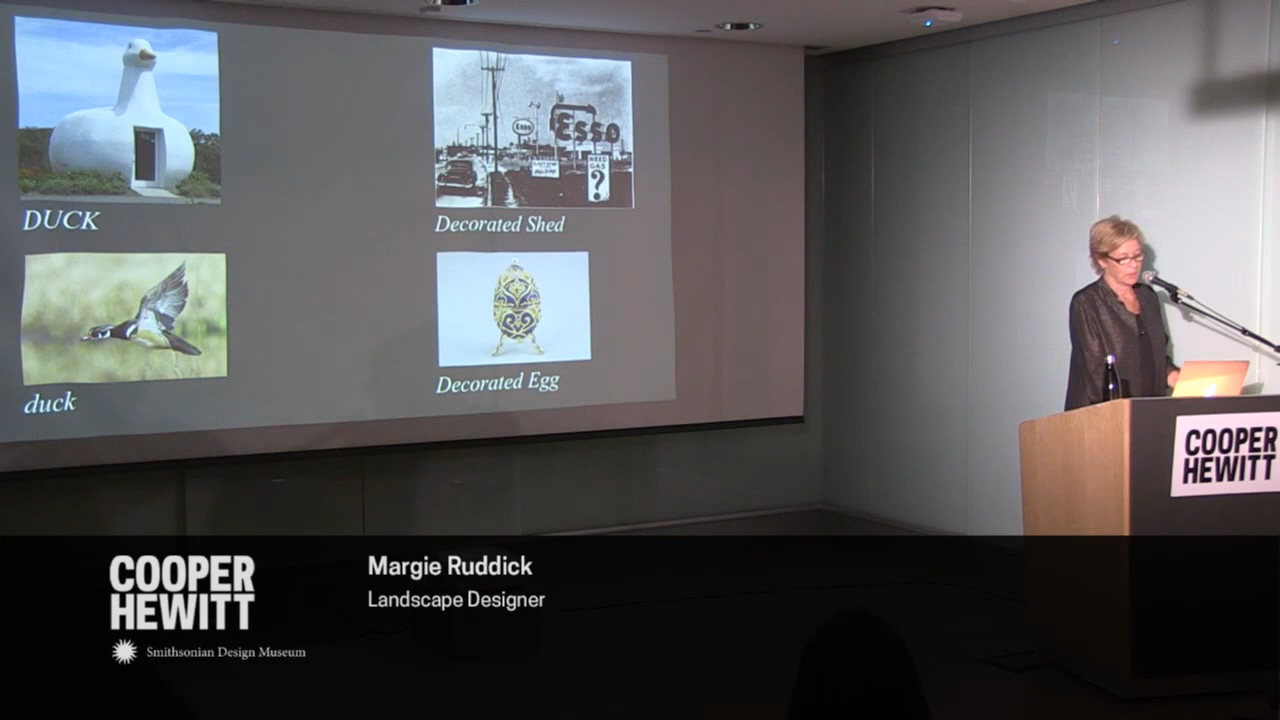 DUCK
Decorated Shed
Esso
ESSO
NEED
GAS
?
duck
Decorated Egg
COOPER
HEWITT
COOPER
HEWITT
Smithsonian Design Museum
Margie Ruddick
Landscape Designer